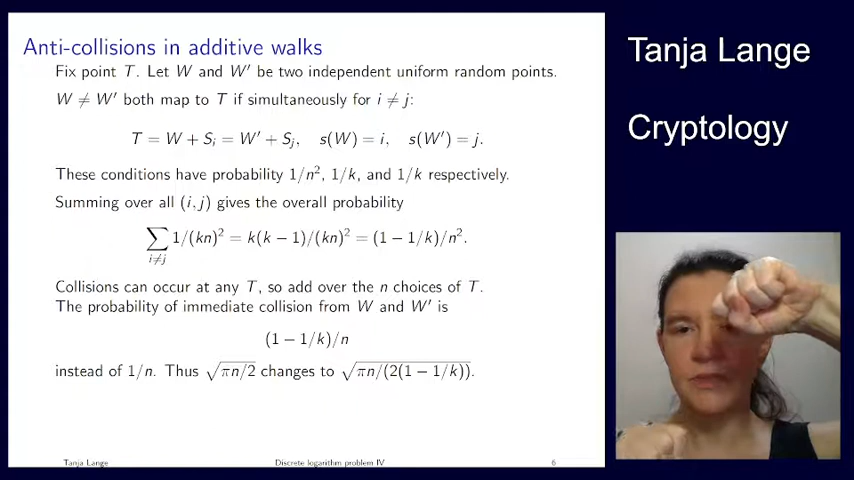 Anti-collisions in additive walks
Fix point T. Let W and W′ be two independent uniform random points.
W ≠ W′ both map to T if simultaneously for i ≠ j:
T = W + S_i = W′ + S_j, s(W) = i, s(W′) = j.
These conditions have probability 1/n², 1/k, and 1/k respectively.
Summing over all (i, j) gives the overall probability
∑_{i≠j} 1/(kn)² = k(k − 1)/(kn)² = (1 − 1/k)/n².
Collisions can occur at any T, so add over the n choices of T.
The probability of immediate collision from W and W′ is
(1 − 1/k)/n
instead of 1/n. Thus √(πn/2) changes to √(πn/(2(1 − 1/k))).
Tanja Lange
Discrete logarithm problem IV
6
Tanja Lange
Cryptology